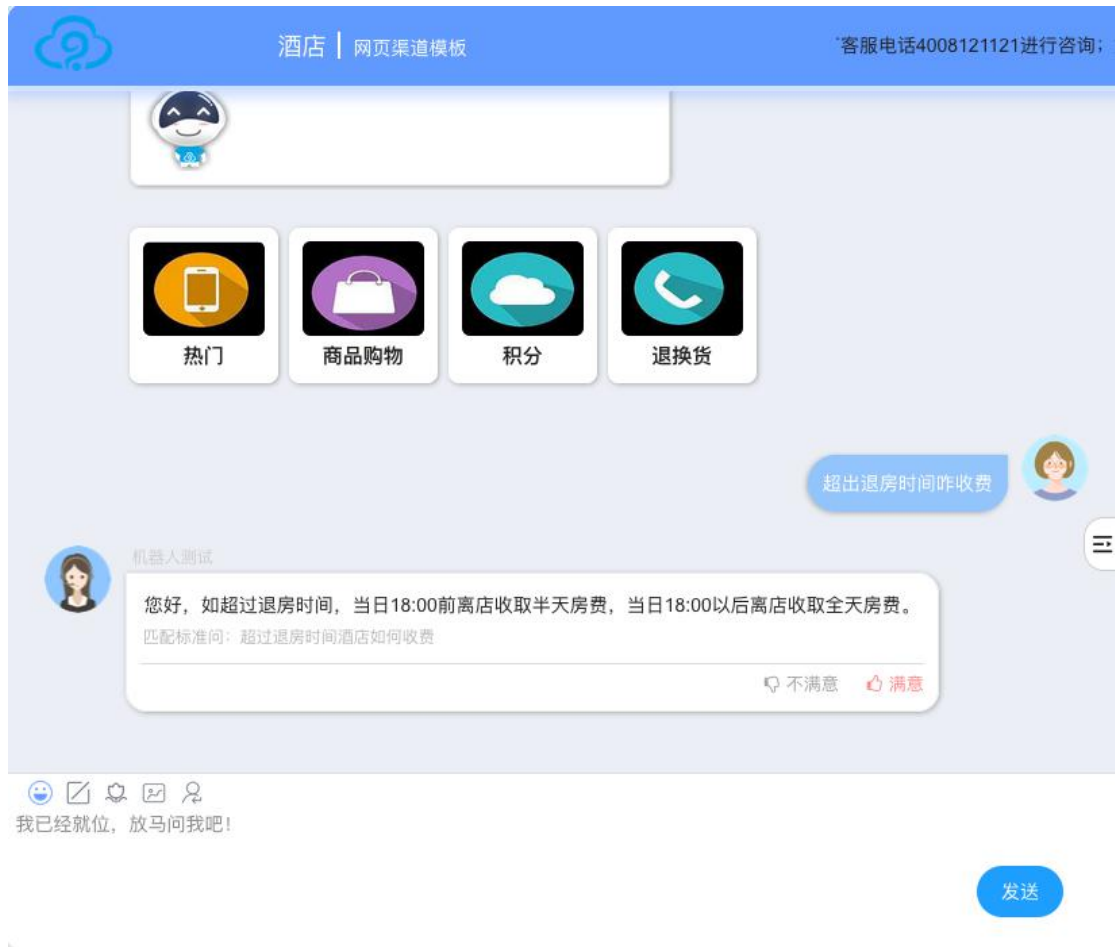 酒店 | 网页渠道模板
客服电话4008121121进行咨询；
热门 商品购物 积分 退换货
超出退房时间咋收费
机器人测试
您好，如超过退房时间，当日18:00前离店收取半天房费，当日18:00以后离店收取全天房费。
匹配标准问：超过退房时间酒店如何收费
不满意 满意
我已经就位，放马问我吧！
发送